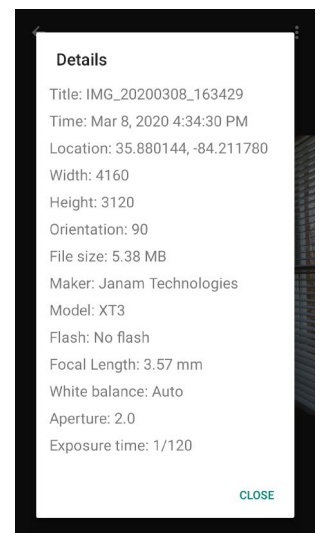 Details
Title: IMG_20200308_163429
Time: Mar 8, 2020 4:34:30 PM
Location: 35.880144, -84.211780
Width: 4160
Height: 3120
Orientation: 90
File size: 5.38 MB
Maker: Janam Technologies
Model: XT3
Flash: No flash
Focal Length: 3.57 mm
White balance: Auto
Aperture: 2.0
Exposure time: 1/120
CLOSE